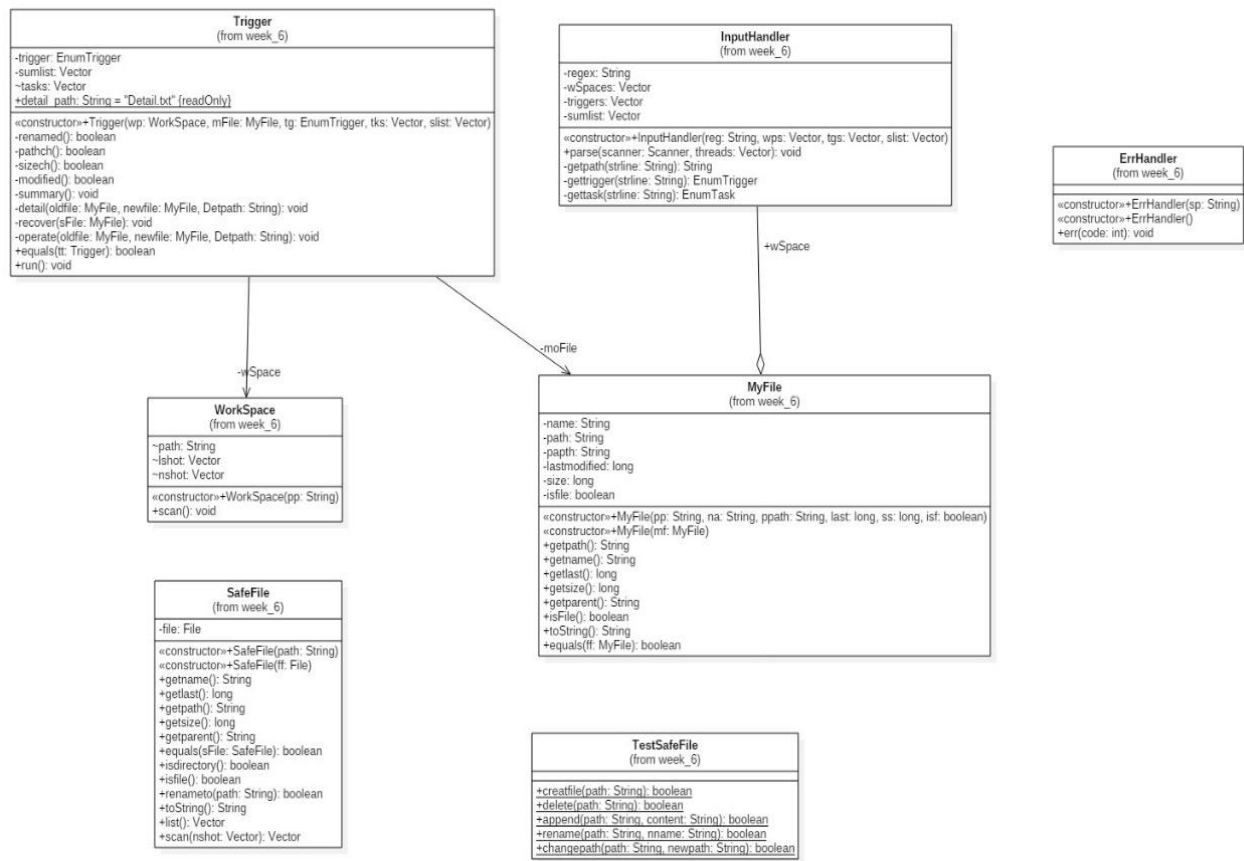 Trigger
(from week_6)
-trigger: EnumTrigger
-sumlist: Vector
~tasks: Vector
+detail_path: String = "Detail.txt" {readOnly}
«constructor»+Trigger(wp: WorkSpace, mFile: MyFile, tg: EnumTrigger, tks: Vector, slist: Vector)
-renamed(): boolean
-pathch(): boolean
-sizech(): boolean
-modified(): boolean
-summary(): void
-detail(oldfile: MyFile, newfile: MyFile, Detpath: String): void
-recover(sFile: MyFile): void
-operate(oldfile: MyFile, newfile: MyFile, Detpath: String): void
+equals(tt: Trigger): boolean
+run(): void
InputHandler
(from week_6)
-regex: String
-wSpaces: Vector
-triggers: Vector
-sumlist: Vector
«constructor»+InputHandler(reg: String, wps: Vector, tgs: Vector, slist: Vector)
+parse(scanner: Scanner, threads: Vector): void
-getpath(strline: String): String
-gettrigger(strline: String): EnumTrigger
-gettask(strline: String): EnumTask
ErrHandler
(from week_6)
«constructor»+ErrHandler(sp: String)
«constructor»+ErrHandler()
+err(code: int): void
+wSpace
-moFile
-wSpace
WorkSpace
(from week_6)
~path: String
~lshot: Vector
~nshot: Vector
«constructor»+WorkSpace(pp: String)
+scan(): void
MyFile
(from week_6)
-name: String
-path: String
-papth: String
-lastmodified: long
-size: long
-isfile: boolean
«constructor»+MyFile(pp: String, na: String, ppath: String, last: long, ss: long, isf: boolean)
«constructor»+MyFile(mf: MyFile)
+getpath(): String
+getname(): String
+getlast(): long
+getsize(): long
+getparent(): String
+isFile(): boolean
+toString(): String
+equals(ff: MyFile): boolean
SafeFile
(from week_6)
-file: File
«constructor»+SafeFile(path: String)
«constructor»+SafeFile(ff: File)
+getname(): String
+getlast(): long
+getpath(): String
+getsize(): long
+getparent(): String
+equals(sFile: SafeFile): boolean
+isdirectory(): boolean
+isfile(): boolean
+renameto(path: String): boolean
+toString(): String
+list(): Vector
+scan(nshot: Vector): Vector
TestSafeFile
(from week_6)
+creatfile(path: String): boolean
+delete(path: String): boolean
+append(path: String, content: String): boolean
+rename(path: String, nname: String): boolean
+changepath(path: String, newpath: String): boolean